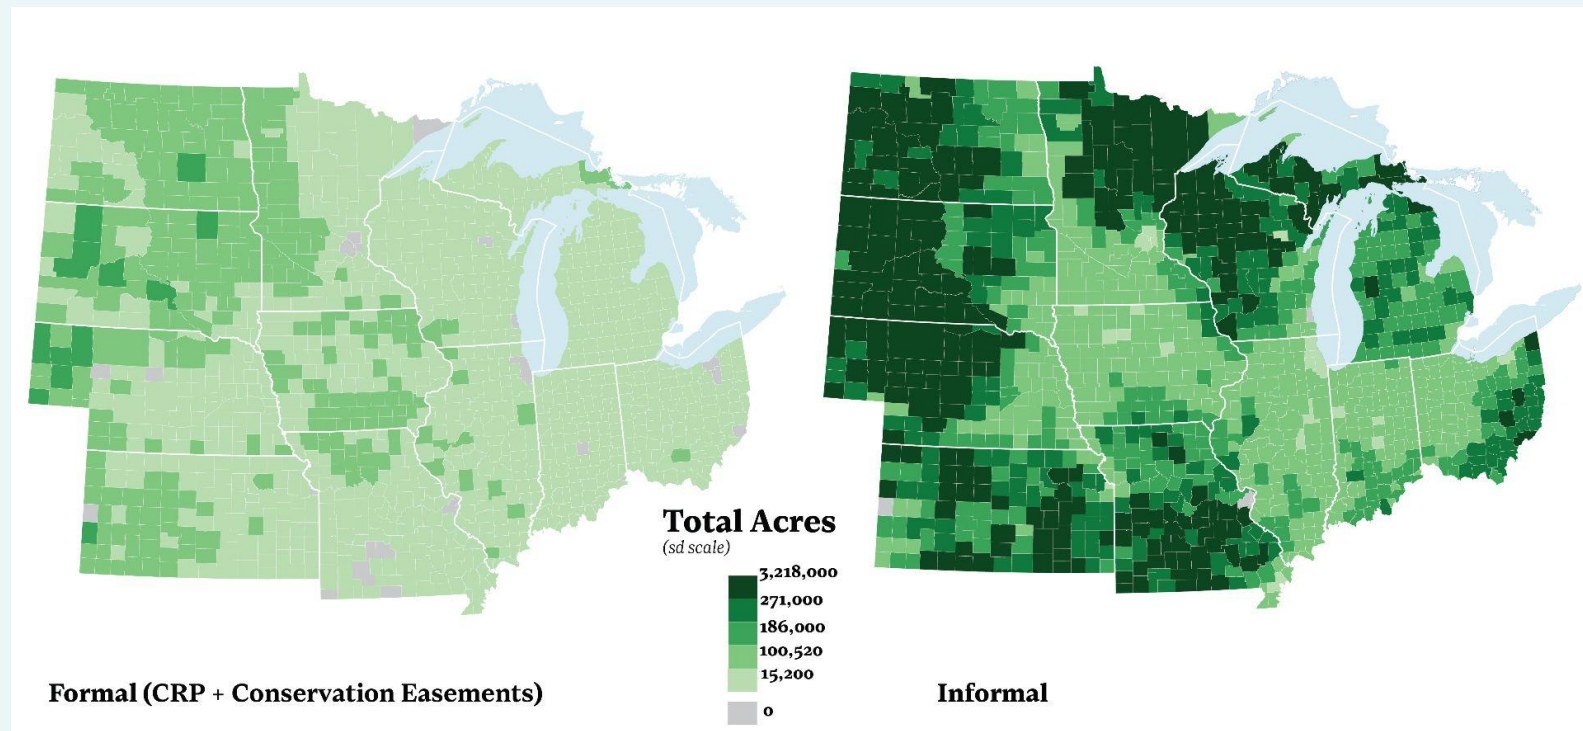 Total Acres
(sd scale)
3,218,000
271,000
186,000
100,520
15,200
0
Formal (CRP + Conservation Easements)
Informal